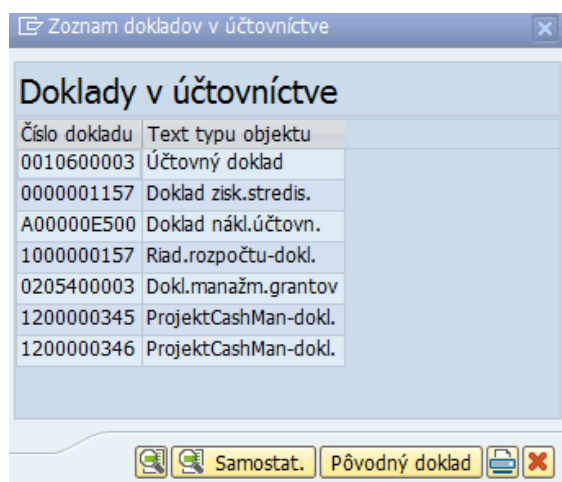 Zoznam dokladov v účtovníctve
Doklady v účtovníctve
Číslo dokladu Text typu objektu
0010600003 Účtovný doklad
0000001157 Doklad zisk.stredis.
A00000E500 Doklad nákl.účtovn.
1000000157 Riad.rozpočtu-dokl.
0205400003 Dokl.manažm.grantov
1200000345 ProjektCashMan-dokl.
1200000346 ProjektCashMan-dokl.
Samostat. Pôvodný doklad